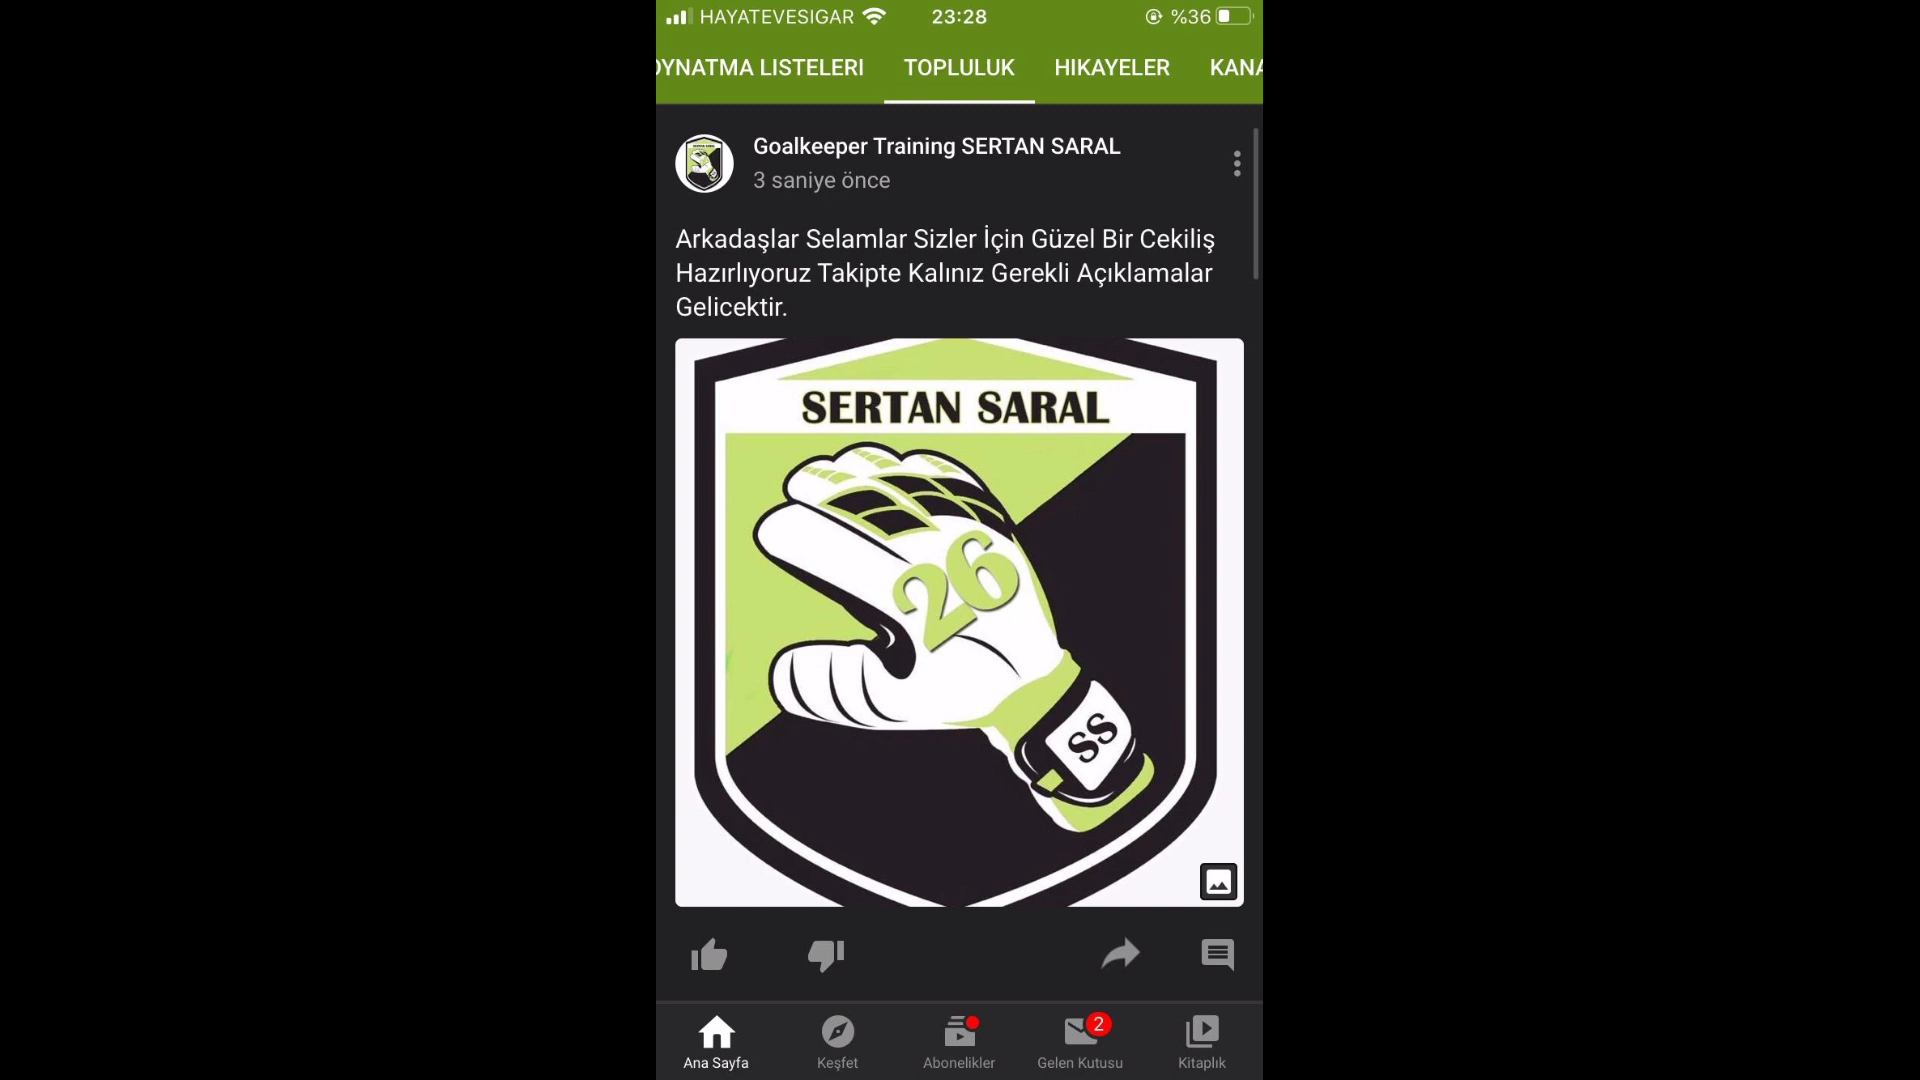 HAYATEVESIGAR 23:28 %36
OYNATMA LISTELERI TOPLULUK HIKAYELER KANA
Goalkeeper Training SERTAN SARAL
3 saniye önce
Arkadaşlar Selamlar Sizler İçin Güzel Bir Cekiliş
Hazırlıyoruz Takipte Kalınız Gerekli Açıklamalar
Gelicektir.
SERTAN SARAL
26
SS
2
Ana Sayfa Keşfet Abonelikler Gelen Kutusu Kitaplık